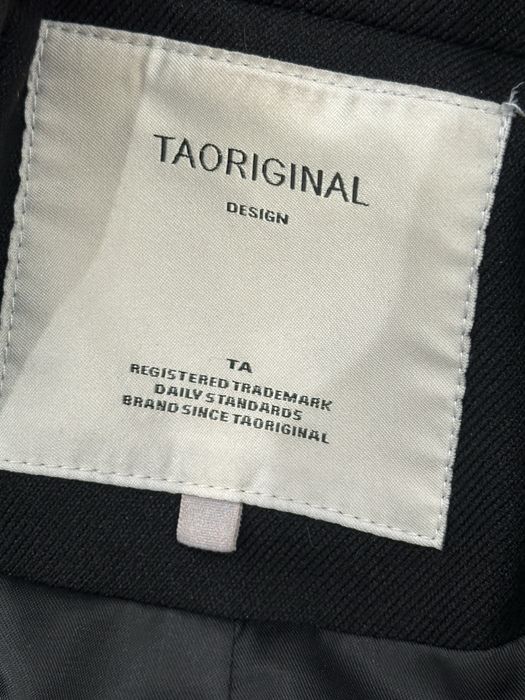 TAORIGINAL
DESIGN
TA
REGISTERED TRADEMARK
DAILY STANDARDS
BRAND SINCE TAORIGINAL